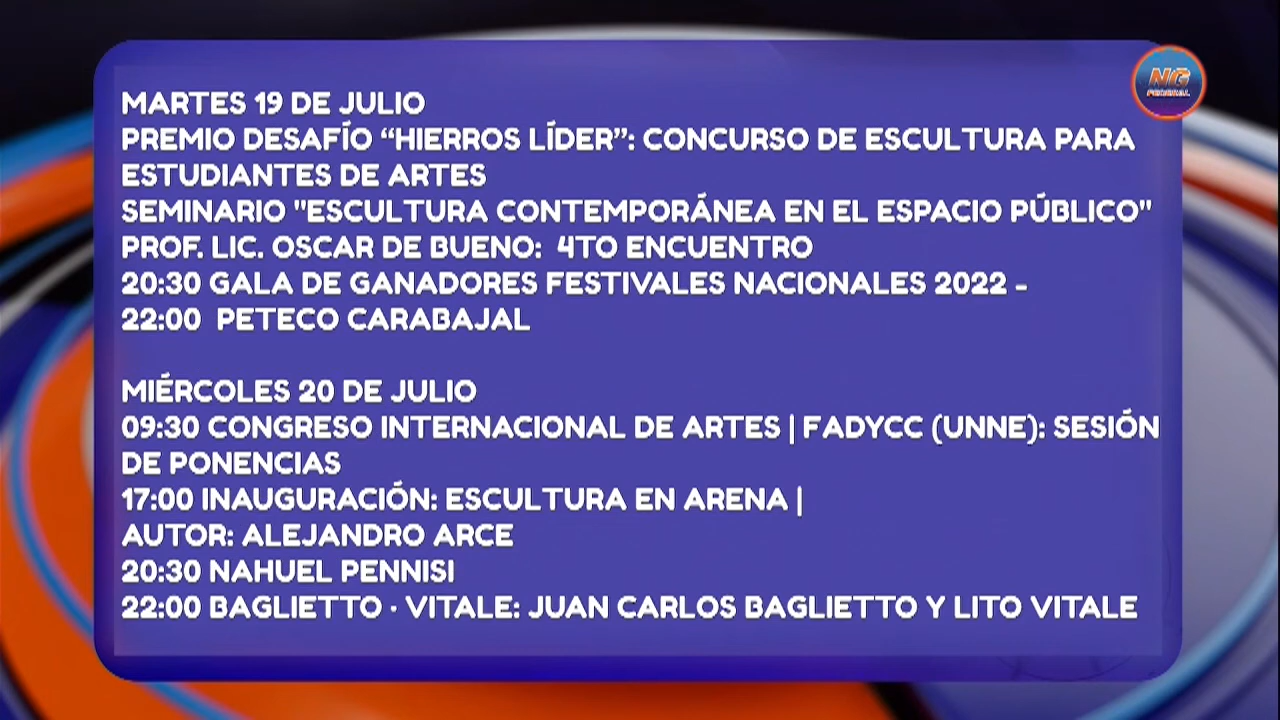 MARTES 19 DE JULIO
PREMIO DESAFÍO “HIERROS LÍDER”: CONCURSO DE ESCULTURA PARA
ESTUDIANTES DE ARTES
SEMINARIO "ESCULTURA CONTEMPORÁNEA EN EL ESPACIO PÚBLICO"
PROF. LIC. OSCAR DE BUENO:  4TO ENCUENTRO
20:30 GALA DE GANADORES FESTIVALES NACIONALES 2022 -
22:00  PETECO CARABAJAL
MIÉRCOLES 20 DE JULIO
09:30 CONGRESO INTERNACIONAL DE ARTES | FADYCC (UNNE): SESIÓN
DE PONENCIAS
17:00 INAUGURACIÓN: ESCULTURA EN ARENA |
AUTOR: ALEJANDRO ARCE
20:30 NAHUEL PENNISI
22:00 BAGLIETTO · VITALE: JUAN CARLOS BAGLIETTO Y LITO VITALE
NG
FEDERAL